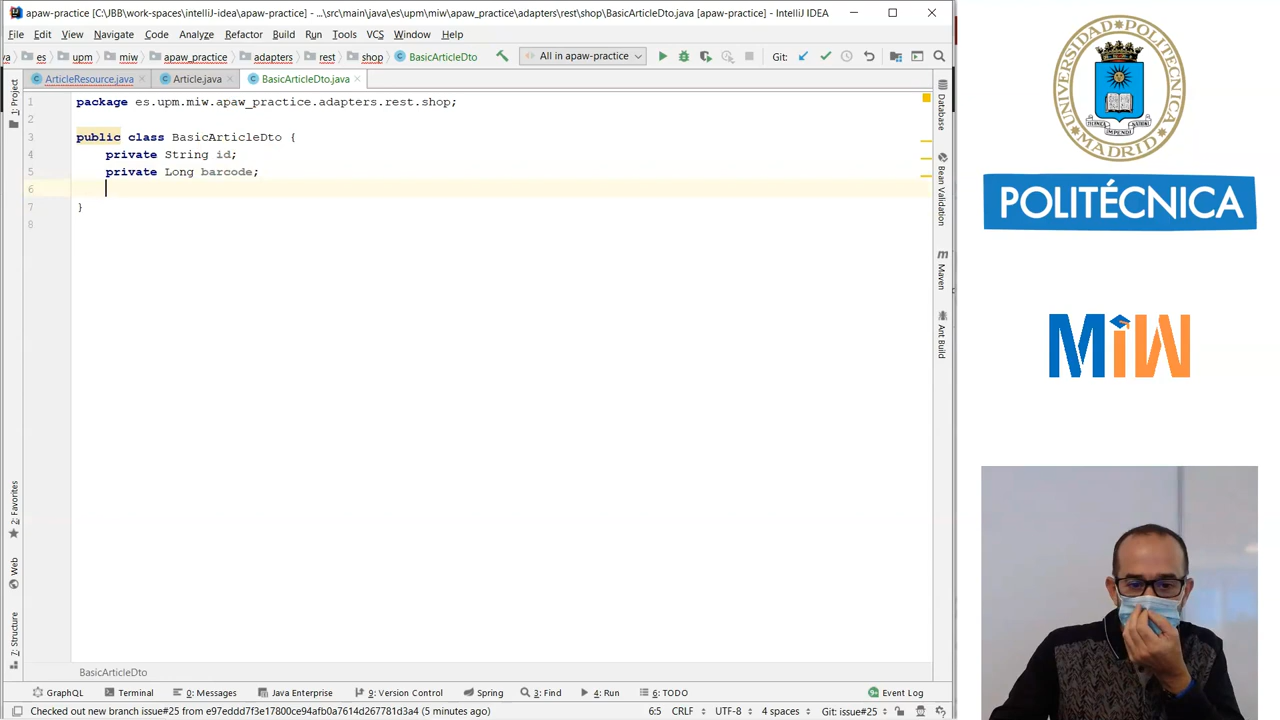 apaw-practice [C:\JBB\work-spaces\intelliJ-idea\apaw-practice] - ...\src\main\java\es\upm\miw\apaw_practice\adapters\rest\shop\BasicArticleDto.java [apaw-practice] - IntelliJ IDEA
File Edit View Navigate Code Analyze Refactor Build Run Tools VCS Window Help
va es upm miw apaw_practice adapters rest shop BasicArticleDto All in apaw-practice Git:
ArticleResource.java Article.java BasicArticleDto.java
1 package es.upm.miw.apaw_practice.adapters.rest.shop;
2
3 public class BasicArticleDto {
4 private String id;
5 private Long barcode;
6
7 }
8
1: Project
2: Favorites
Web
7: Structure
Database
Bean Validation
Maven
Ant Build
BasicArticleDto
GraphQL Terminal 0: Messages Java Enterprise 9: Version Control Spring 3: Find 4: Run 6: TODO Event Log
Checked out new branch issue#25 from e97eddd7f3e17800ce94afb0a7614d267781d3a4 (5 minutes ago) 6:5 CRLF UTF-8 4 spaces Git: issue#25
UNIVERSIDAD POLITÉCNICA
MADRID
POLITÉCNICA
MiW